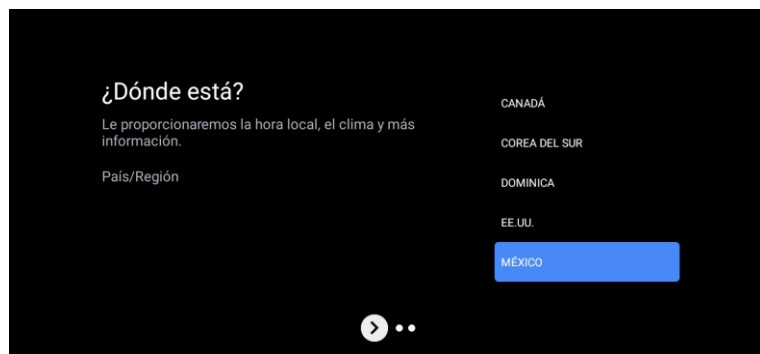 ¿Dónde está?
Le proporcionaremos la hora local, el clima y más
información.
País/Región
CANADÁ
COREA DEL SUR
DOMINICA
EE.UU.
MÉXICO